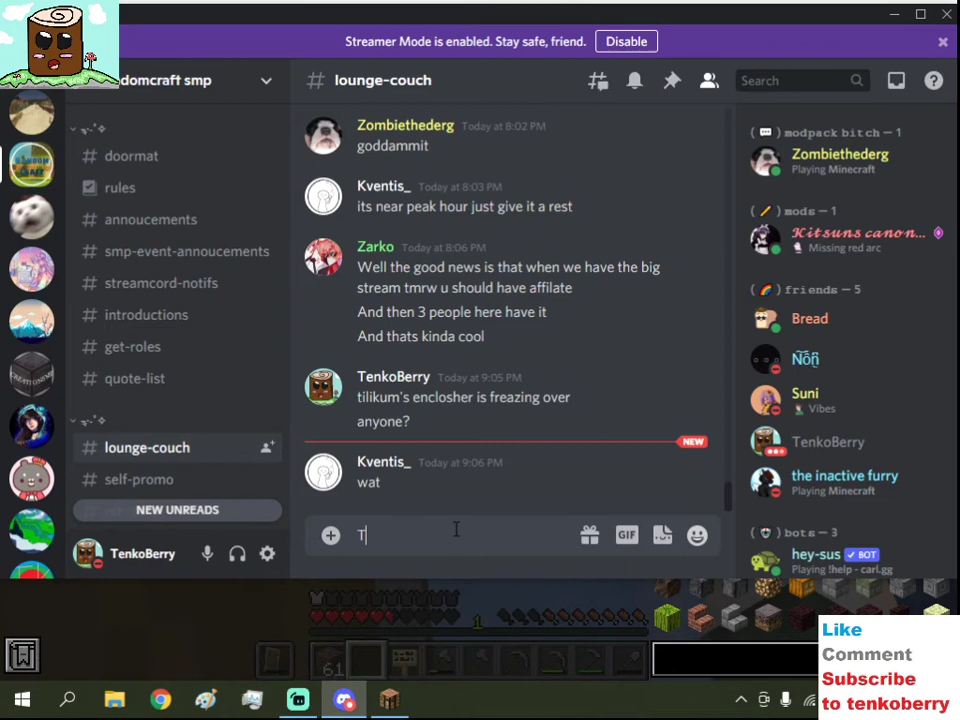 Streamer Mode is enabled. Stay safe, friend. Disable
domcraft smp
# lounge-couch
Search
# doormat
rules
# annoucements
# smp-event-annoucements
# streamcord-notifs
# introductions
# get-roles
# quote-list
# lounge-couch
# self-promo
NEW UNREADS
TenkoBerry
Zombiethederg Today at 8:02 PM
goddammit
Kventis_ Today at 8:03 PM
its near peak hour just give it a rest
Zarko Today at 8:06 PM
Well the good news is that when we have the big
stream tmrw u should have affilate
And then 3 people here have it
And thats kinda cool
TenkoBerry Today at 9:05 PM
tilikum's encloser is freazing over
anyone?
NEW
Kventis_ Today at 9:06 PM
wat
T
GIF
modpack bitch — 1
Zombiethederg
Playing Minecraft
mods — 1
Kitsuns canon...
Missing red arc
friends — 5
Bread
Suni
Vibes
TenkoBerry
the inactive furry
Playing Minecraft
bots — 3
hey-sus BOT
Playing !help - carl.gg
1
61
Like
Comment
Subscribe
to tenkoberry